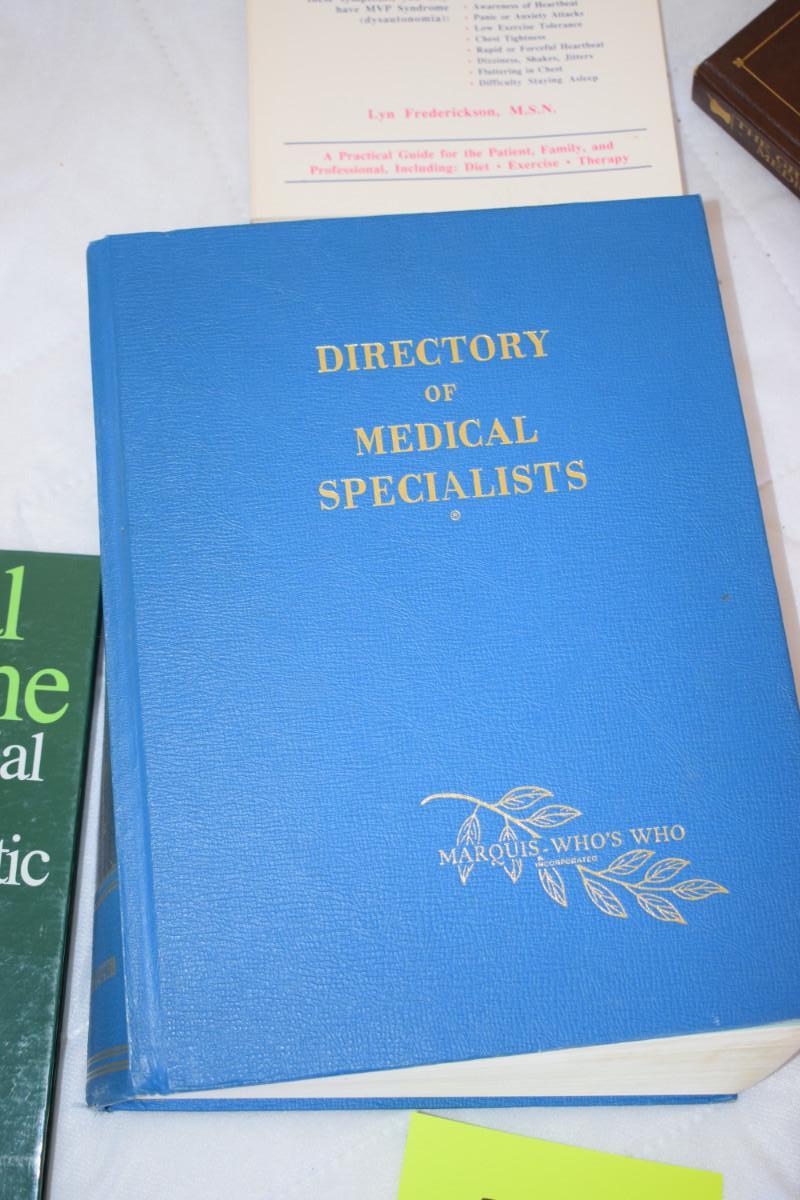 have MVP Syndrome
(dysautonomia):
• Awareness of Heartbeat
• Panic or Anxiety Attacks
• Low Exercise Tolerance
• Chest Tightness
• Rapid or Forceful Heartbeat
• Dizziness, Shakes, Jitters
• Fluttering in Chest
• Difficulty Staying Asleep
Lyn Frederickson, M.S.N.
A Practical Guide for the Patient, Family, and
Professional, Including: Diet • Exercise • Therapy
DIRECTORY
OF
MEDICAL
SPECIALISTS
®
MARQUIS-WHO'S WHO
INCORPORATED
al
ne
ial
tic